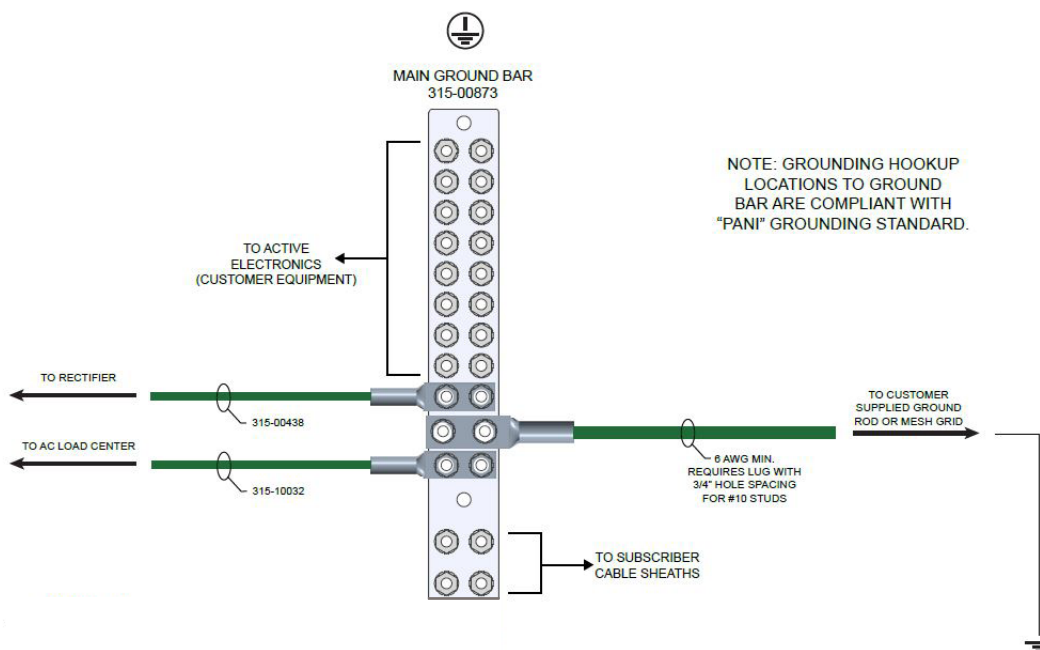 MAIN GROUND BAR
315-00873
NOTE: GROUNDING HOOKUP
LOCATIONS TO GROUND
BAR ARE COMPLIANT WITH
“PANI” GROUNDING STANDARD.
TO ACTIVE
ELECTRONICS
(CUSTOMER EQUIPMENT)
TO RECTIFIER
315-00438
TO AC LOAD CENTER
315-10032
TO CUSTOMER
SUPPLIED GROUND
ROD OR MESH GRID
6 AWG MIN.
REQUIRES LUG WITH
3/4" HOLE SPACING
FOR #10 STUDS
TO SUBSCRIBER
CABLE SHEATHS